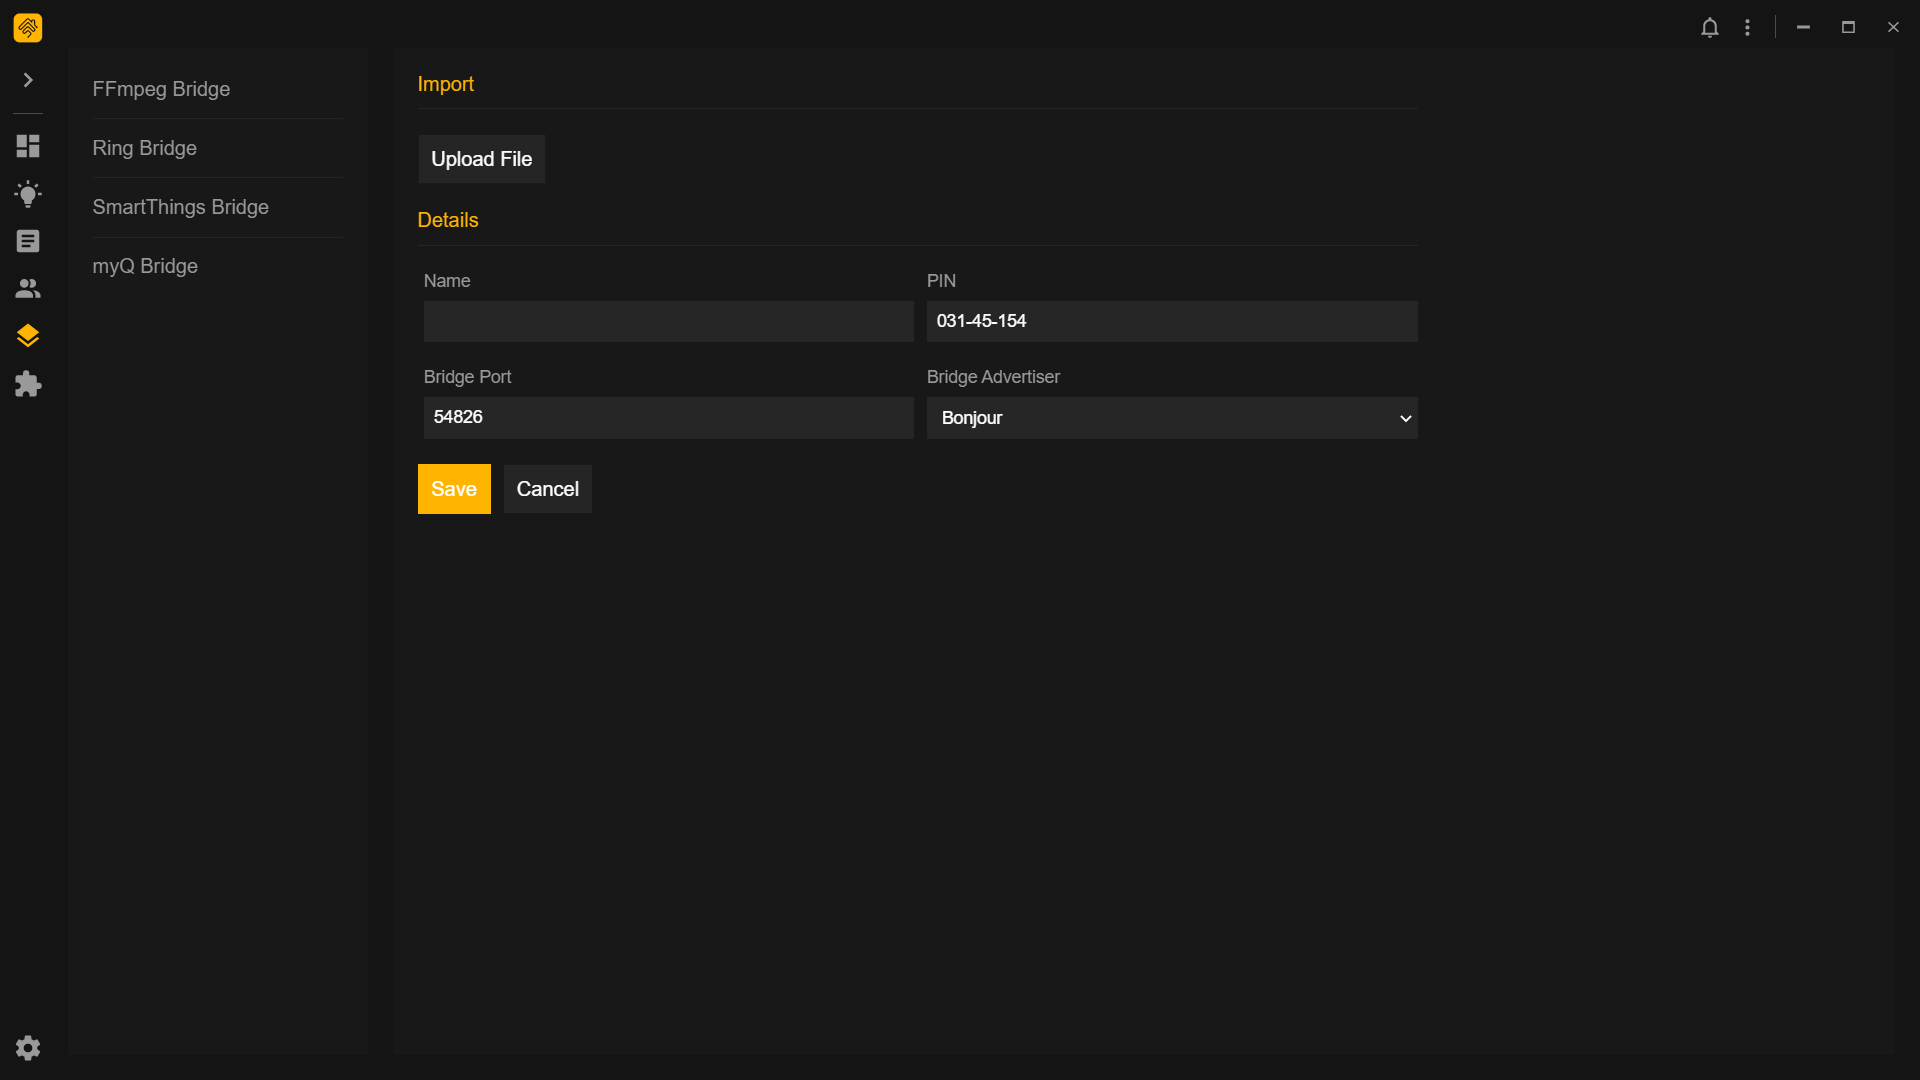 FFmpeg Bridge
Ring Bridge
SmartThings Bridge
myQ Bridge
Import
Upload File
Details
Name
PIN
031-45-154
Bridge Port
Bridge Advertiser
54826
Bonjour
Save
Cancel